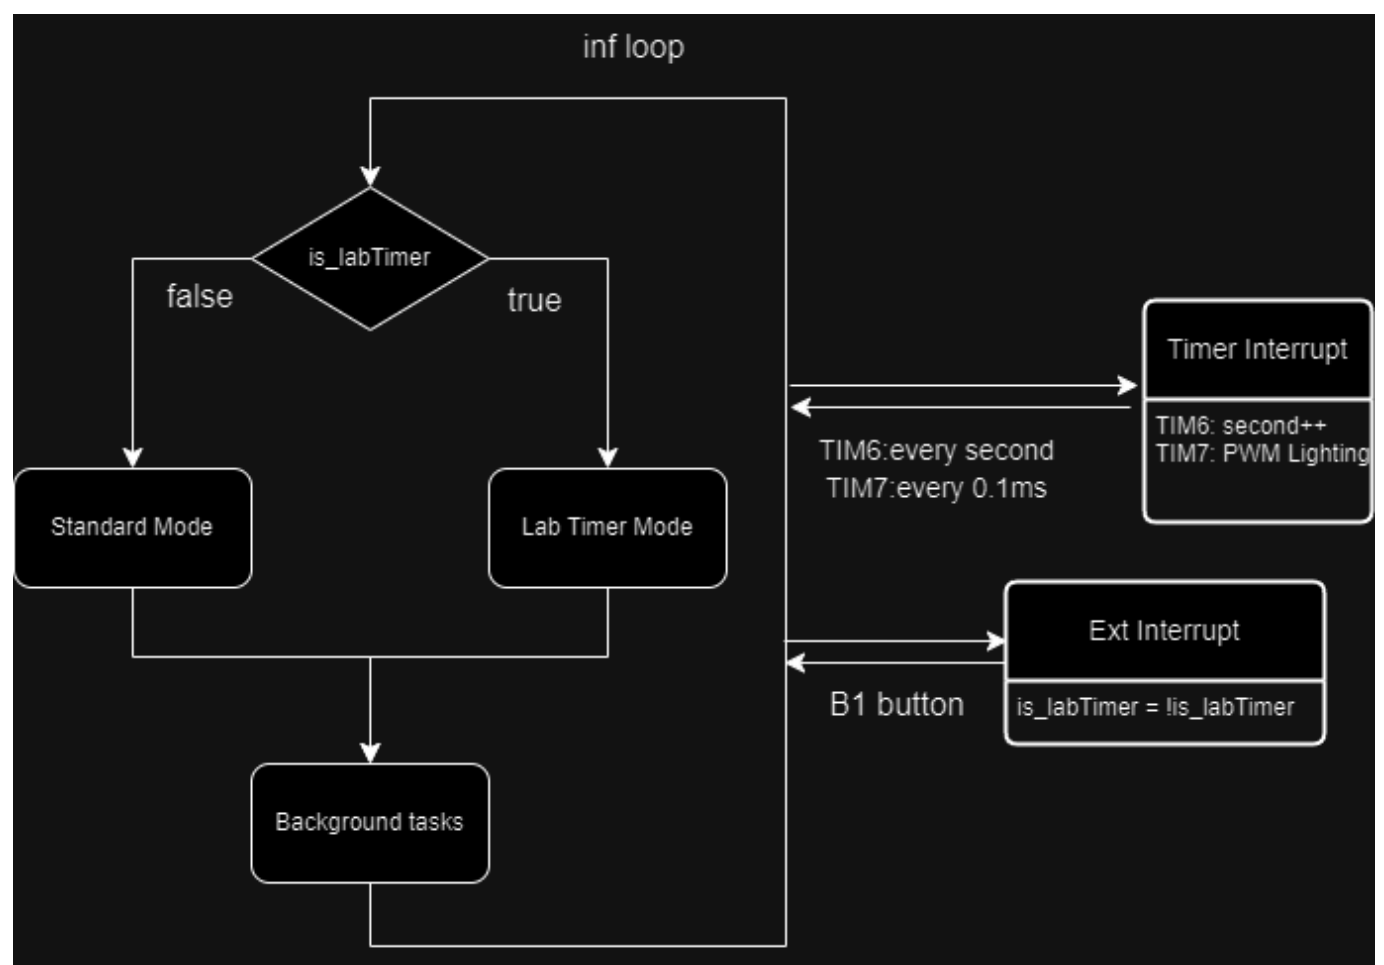 inf loop
is_labTimer
false
true
Timer Interrupt
TIM6: second++
TIM7: PWM Lighting
TIM6:every second
TIM7:every 0.1ms
Standard Mode
Lab Timer Mode
Ext Interrupt
is_labTimer = !is_labTimer
B1 button
Background tasks